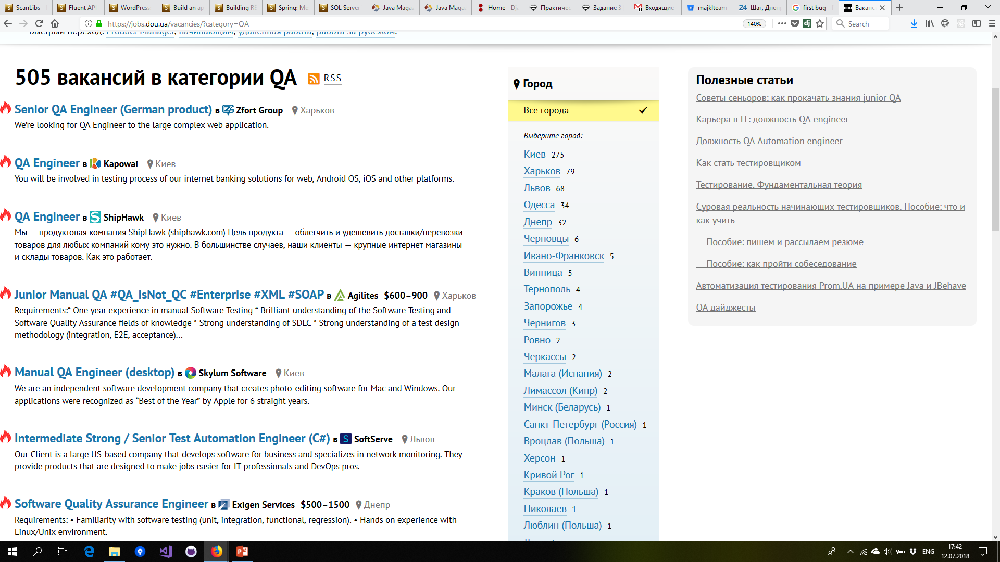 ScanLibs -
Fluent API
WordPress
Build an ap
Building RE
Spring: Me
SQL Server
Java Maga
Java Maga
Home - Dja
Практичес
Задание 3
Входящие
majklteam
24 Шаг, Днеп
first bug -
DOU Ваканс
https://jobs.dou.ua/vacancies/?category=QA
140%
Search
Быстрый переход: Product Manager, начинающим, удаленная работа, работа за рубежом.
505 вакансий в категории QA RSS
Senior QA Engineer (German product) в Zfort Group Харьков
We’re looking for QA Engineer to the large complex web application.
QA Engineer в Kapowai Киев
You will be involved in testing process of our internet banking solutions for web, Android OS, iOS and other platforms.
QA Engineer в ShipHawk Киев
Мы — продуктовая компания ShipHawk (shiphawk.com) Цель продукта — облегчить и удешевить доставки/перевозки
товаров для любых компаний кому это нужно. В большинстве случаев, наши клиенты — крупные интернет магазины
и склады товаров. Как это работает.
Junior Manual QA #QA_IsNot_QC #Enterprise #XML #SOAP в Agilites $600–900 Харьков
Requirements:* One year experience in manual Software Testing * Brilliant understanding of the Software Testing and
Software Quality Assurance fields of knowledge * Strong understanding of SDLC * Strong understanding of a test design
methodology (integration, E2E, acceptance)...
Manual QA Engineer (desktop) в Skylum Software Киев
We are an independent software development company that creates photo-editing software for Mac and Windows. Our
applications were recognized as “Best of the Year” by Apple for 6 straight years.
Intermediate Strong / Senior Test Automation Engineer (C#) в SoftServe Львов
Our Client is a large US-based company that develops software for business and specializes in network monitoring. They
provide products that are designed to make jobs easier for IT professionals and DevOps pros.
Software Quality Assurance Engineer в Exigen Services $500–1500 Днепр
Requirements: • Familiarity with software testing (unit, integration, functional, regression). • Hands on experience with
Linux/Unix environment.
Город
Все города
Выберите город:
Киев 275
Харьков 79
Львов 68
Одесса 34
Днепр 32
Черновцы 6
Ивано-Франковск 5
Винница 5
Тернополь 4
Запорожье 4
Чернигов 3
Ровно 2
Черкассы 2
Малага (Испания) 2
Лимассол (Кипр) 2
Минск (Беларусь) 1
Санкт-Петербург (Россия) 1
Вроцлав (Польша) 1
Херсон 1
Кривой Рог 1
Краков (Польша) 1
Николаев 1
Люблин (Польша) 1
Полезные статьи
Советы сеньоров: как прокачать знания junior QA
Карьера в IT: должность QA engineer
Должность QA Automation engineer
Как стать тестировщиком
Тестирование. Фундаментальная теория
Суровая реальность начинающих тестировщиков. Пособие: что и
как учить
— Пособие: пишем и рассылаем резюме
— Пособие: как пройти собеседование
Автоматизация тестирования Prom.UA на примере Java и JBehave
QA дайджесты
ENG
17:42
12.07.2018